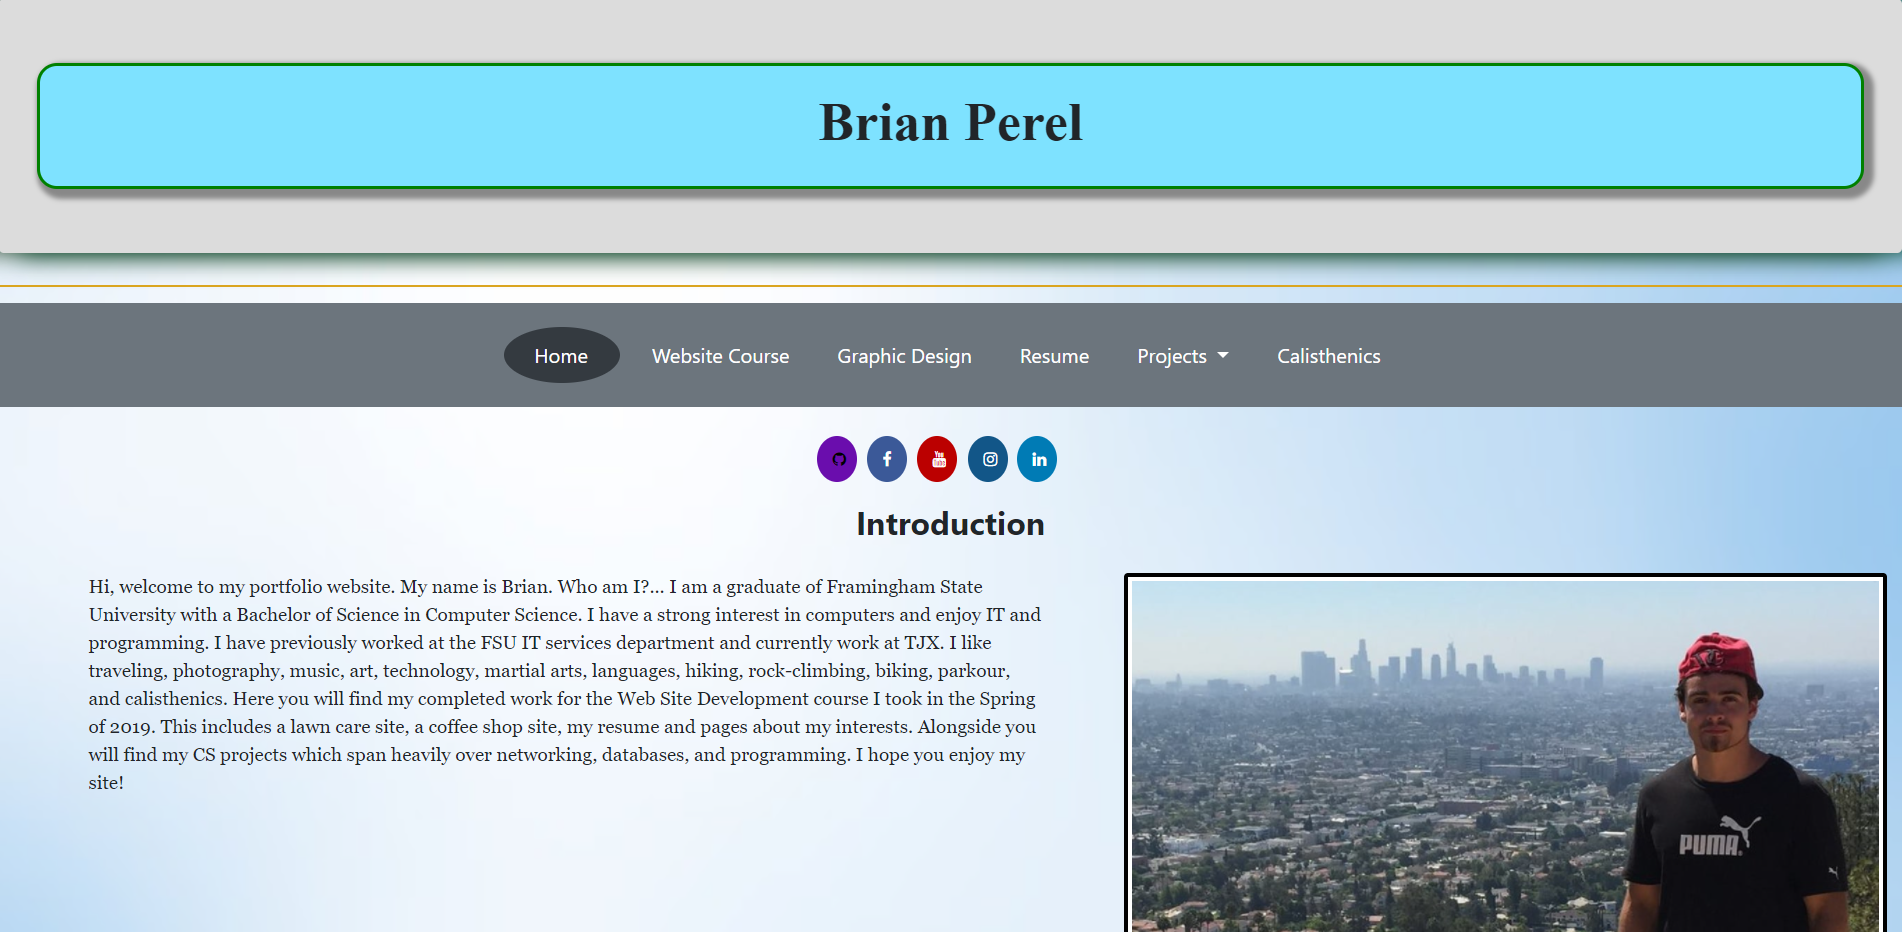 Brian Perel
Home Website Course Graphic Design Resume Projects Calisthenics
Introduction
Hi, welcome to my portfolio website. My name is Brian. Who am I?... I am a graduate of Framingham State
University with a Bachelor of Science in Computer Science. I have a strong interest in computers and enjoy IT and
programming. I have previously worked at the FSU IT services department and currently work at TJX. I like
traveling, photography, music, art, technology, martial arts, languages, hiking, rock-climbing, biking, parkour,
and calisthenics. Here you will find my completed work for the Web Site Development course I took in the Spring
of 2019. This includes a lawn care site, a coffee shop site, my resume and pages about my interests. Alongside you
will find my CS projects which span heavily over networking, databases, and programming. I hope you enjoy my
site!
PUMA